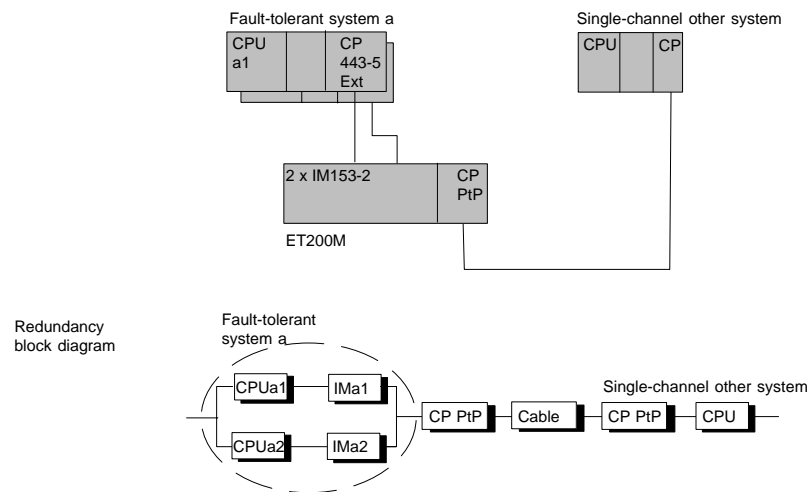 Fault-tolerant system a
Single-channel other system
CPU
a1
CP
443-5
Ext
CPU
CP
2 x IM153-2
CP
PtP
ET200M
Redundancy
block diagram
Fault-tolerant
system a
CPUa1
IMa1
Single-channel other system
CP PtP
Cable
CP PtP
CPU
CPUa2
IMa2